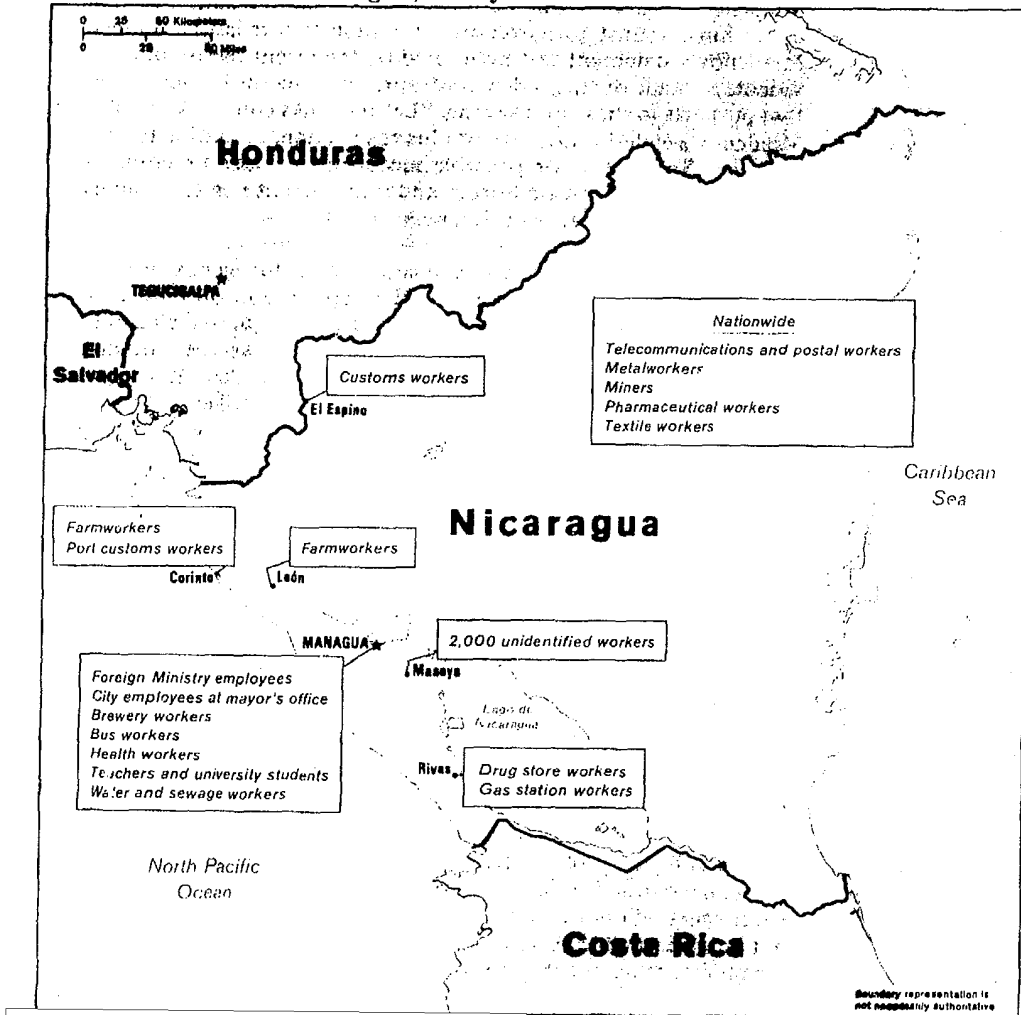 0 25 50 Kilometers
0 25 50 Miles
Honduras
TEGUCIGALPA
El
Salvador
Nationwide
Telecommunications and postal workers
Metalworkers
Miners
Pharmaceutical workers
Textile workers
Customs workers
El Espino
Caribbean
Sea
Nicaragua
Farmworkers
Port customs workers
Corinto
Farmworkers
León
MANAGUA
2,000 unidentified workers
Masaya
Foreign Ministry employees
City employees at mayor's office
Brewery workers
Bus workers
Health workers
Teachers and university students
Water and sewage workers
Lago de
Nicaragua
Rivas
Drug store workers
Gas station workers
North Pacific
Ocean
Costa Rica
Boundary representation is
not necessarily authoritative